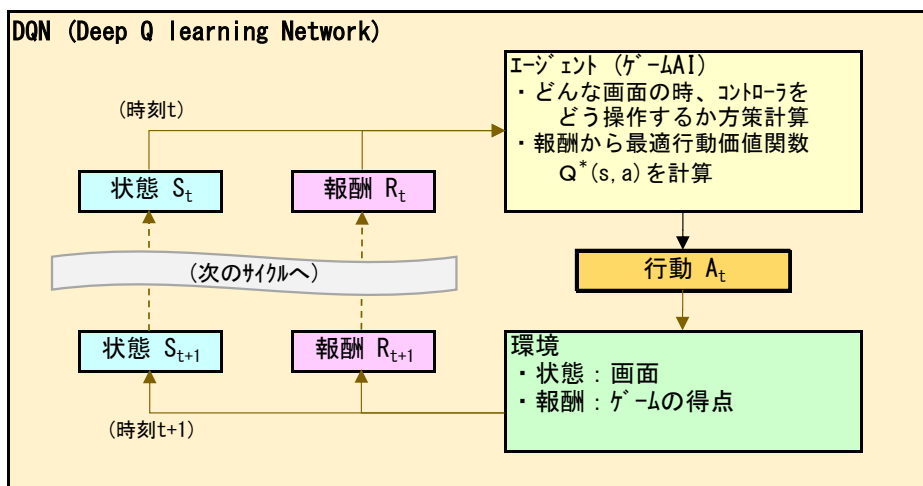 DQN (Deep Q learning Network)
ｴｰｼﾞｪﾝﾄ (ｹﾞｰﾑAI)
・どんな画面の時、ｺﾝﾄﾛｰﾗを
どう操作するか方策計算
・報酬から最適行動価値関数
Q*(s,a)を計算
(時刻t)
状態 St
報酬 Rt
(次のｻｲｸﾙへ)
行動 At
状態 St+1
報酬 Rt+1
環境
・状態：画面
・報酬：ｹﾞｰﾑの得点
(時刻t+1)